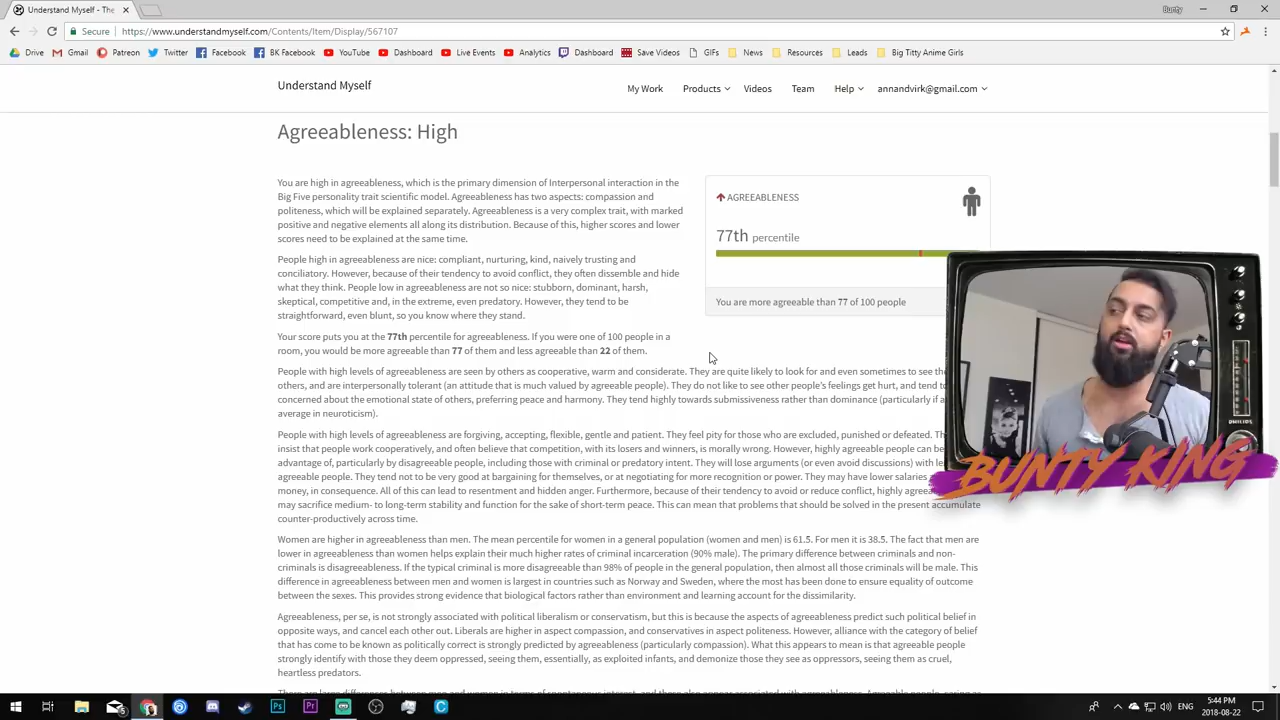 Understand Myself - The
Bunty
Secure
https://www.understandmyself.com/Contents/Item/Display/567107
Drive
Gmail
Patreon
Twitter
Facebook
BK Facebook
YouTube
Dashboard
Live Events
Analytics
Dashboard
Save Videos
GIFs
News
Resources
Leads
Big Titty Anime Girls
Understand Myself
My Work
Products
Videos
Team
Help
annandvirk@gmail.com
Agreeableness: High
You are high in agreeableness, which is the primary dimension of Interpersonal interaction in the
Big Five personality trait scientific model. Agreeableness has two aspects: compassion and
politeness, which will be explained separately. Agreeableness is a very complex trait, with marked
positive and negative elements all along its distribution. Because of this, higher scores and lower
scores need to be explained at the same time.
People high in agreeableness are nice: compliant, nurturing, kind, naively trusting and
conciliatory. However, because of their tendency to avoid conflict, they often dissemble and hide
what they think. People low in agreeableness are not so nice: stubborn, dominant, harsh,
skeptical, competitive and, in the extreme, even predatory. However, they tend to be
straightforward, even blunt, so you know where they stand.
Your score puts you at the 77th percentile for agreeableness. If you were one of 100 people in a
room, you would be more agreeable than 77 of them and less agreeable than 22 of them.
AGREEABLENESS
77th percentile
You are more agreeable than 77 of 100 people
People with high levels of agreeableness are seen by others as cooperative, warm and considerate. They are quite likely to look for and even sometimes to see the
others, and are interpersonally tolerant (an attitude that is much valued by agreeable people). They do not like to see other people's feelings get hurt, and tend to
concerned about the emotional state of others, preferring peace and harmony. They tend highly towards submissiveness rather than dominance (particularly if a
average in neuroticism).
People with high levels of agreeableness are forgiving, accepting, flexible, gentle and patient. They feel pity for those who are excluded, punished or defeated.
insist that people work cooperatively, and often believe that competition, with its losers and winners, is morally wrong. However, highly agreeable people can be
advantage of, particularly by disagreeable people, including those with criminal or predatory intent. They will lose arguments (or even avoid discussions) with
agreeable people. They tend not to be very good at bargaining for themselves, or at negotiating for more recognition or power. They may have lower salaries
money, in consequence. All of this can lead to resentment and hidden anger. Furthermore, because of their tendency to avoid or reduce conflict, highly
may sacrifice medium- to long-term stability and function for the sake of short-term peace. This can mean that problems that should be solved in the present accumulate
counter-productively across time.
Women are higher in agreeableness than men. The mean percentile for women in a general population (women and men) is 61.5. For men it is 38.5. The fact that men are
lower in agreeableness than women helps explain their much higher rates of criminal incarceration (90% male). The primary difference between criminals and non-
criminals is disagreeableness. If the typical criminal is more disagreeable than 98% of people in the general population, then almost all those criminals will be male. This
difference in agreeableness between men and women is largest in countries such as Norway and Sweden, where the most has been done to ensure equality of outcome
between the sexes. This provides strong evidence that biological factors rather than environment and learning account for the dissimilarity.
Agreeableness, per se, is not strongly associated with political liberalism or conservatism, but this is because the aspects of agreeableness predict such political belief in
opposite ways, and cancel each other out. Liberals are higher in aspect compassion, and conservatives in aspect politeness. However, alliance with the category of belief
that has come to be known as politically correct is strongly predicted by agreeableness (particularly compassion). What this appears to mean is that agreeable people
strongly identify with those they deem oppressed, seeing them, essentially, as exploited infants, and demonize those they see as oppressors, seeing them as cruel,
heartless predators.
PHILIPS
BUNTY KING
ENG
5:44 PM
2018-08-22